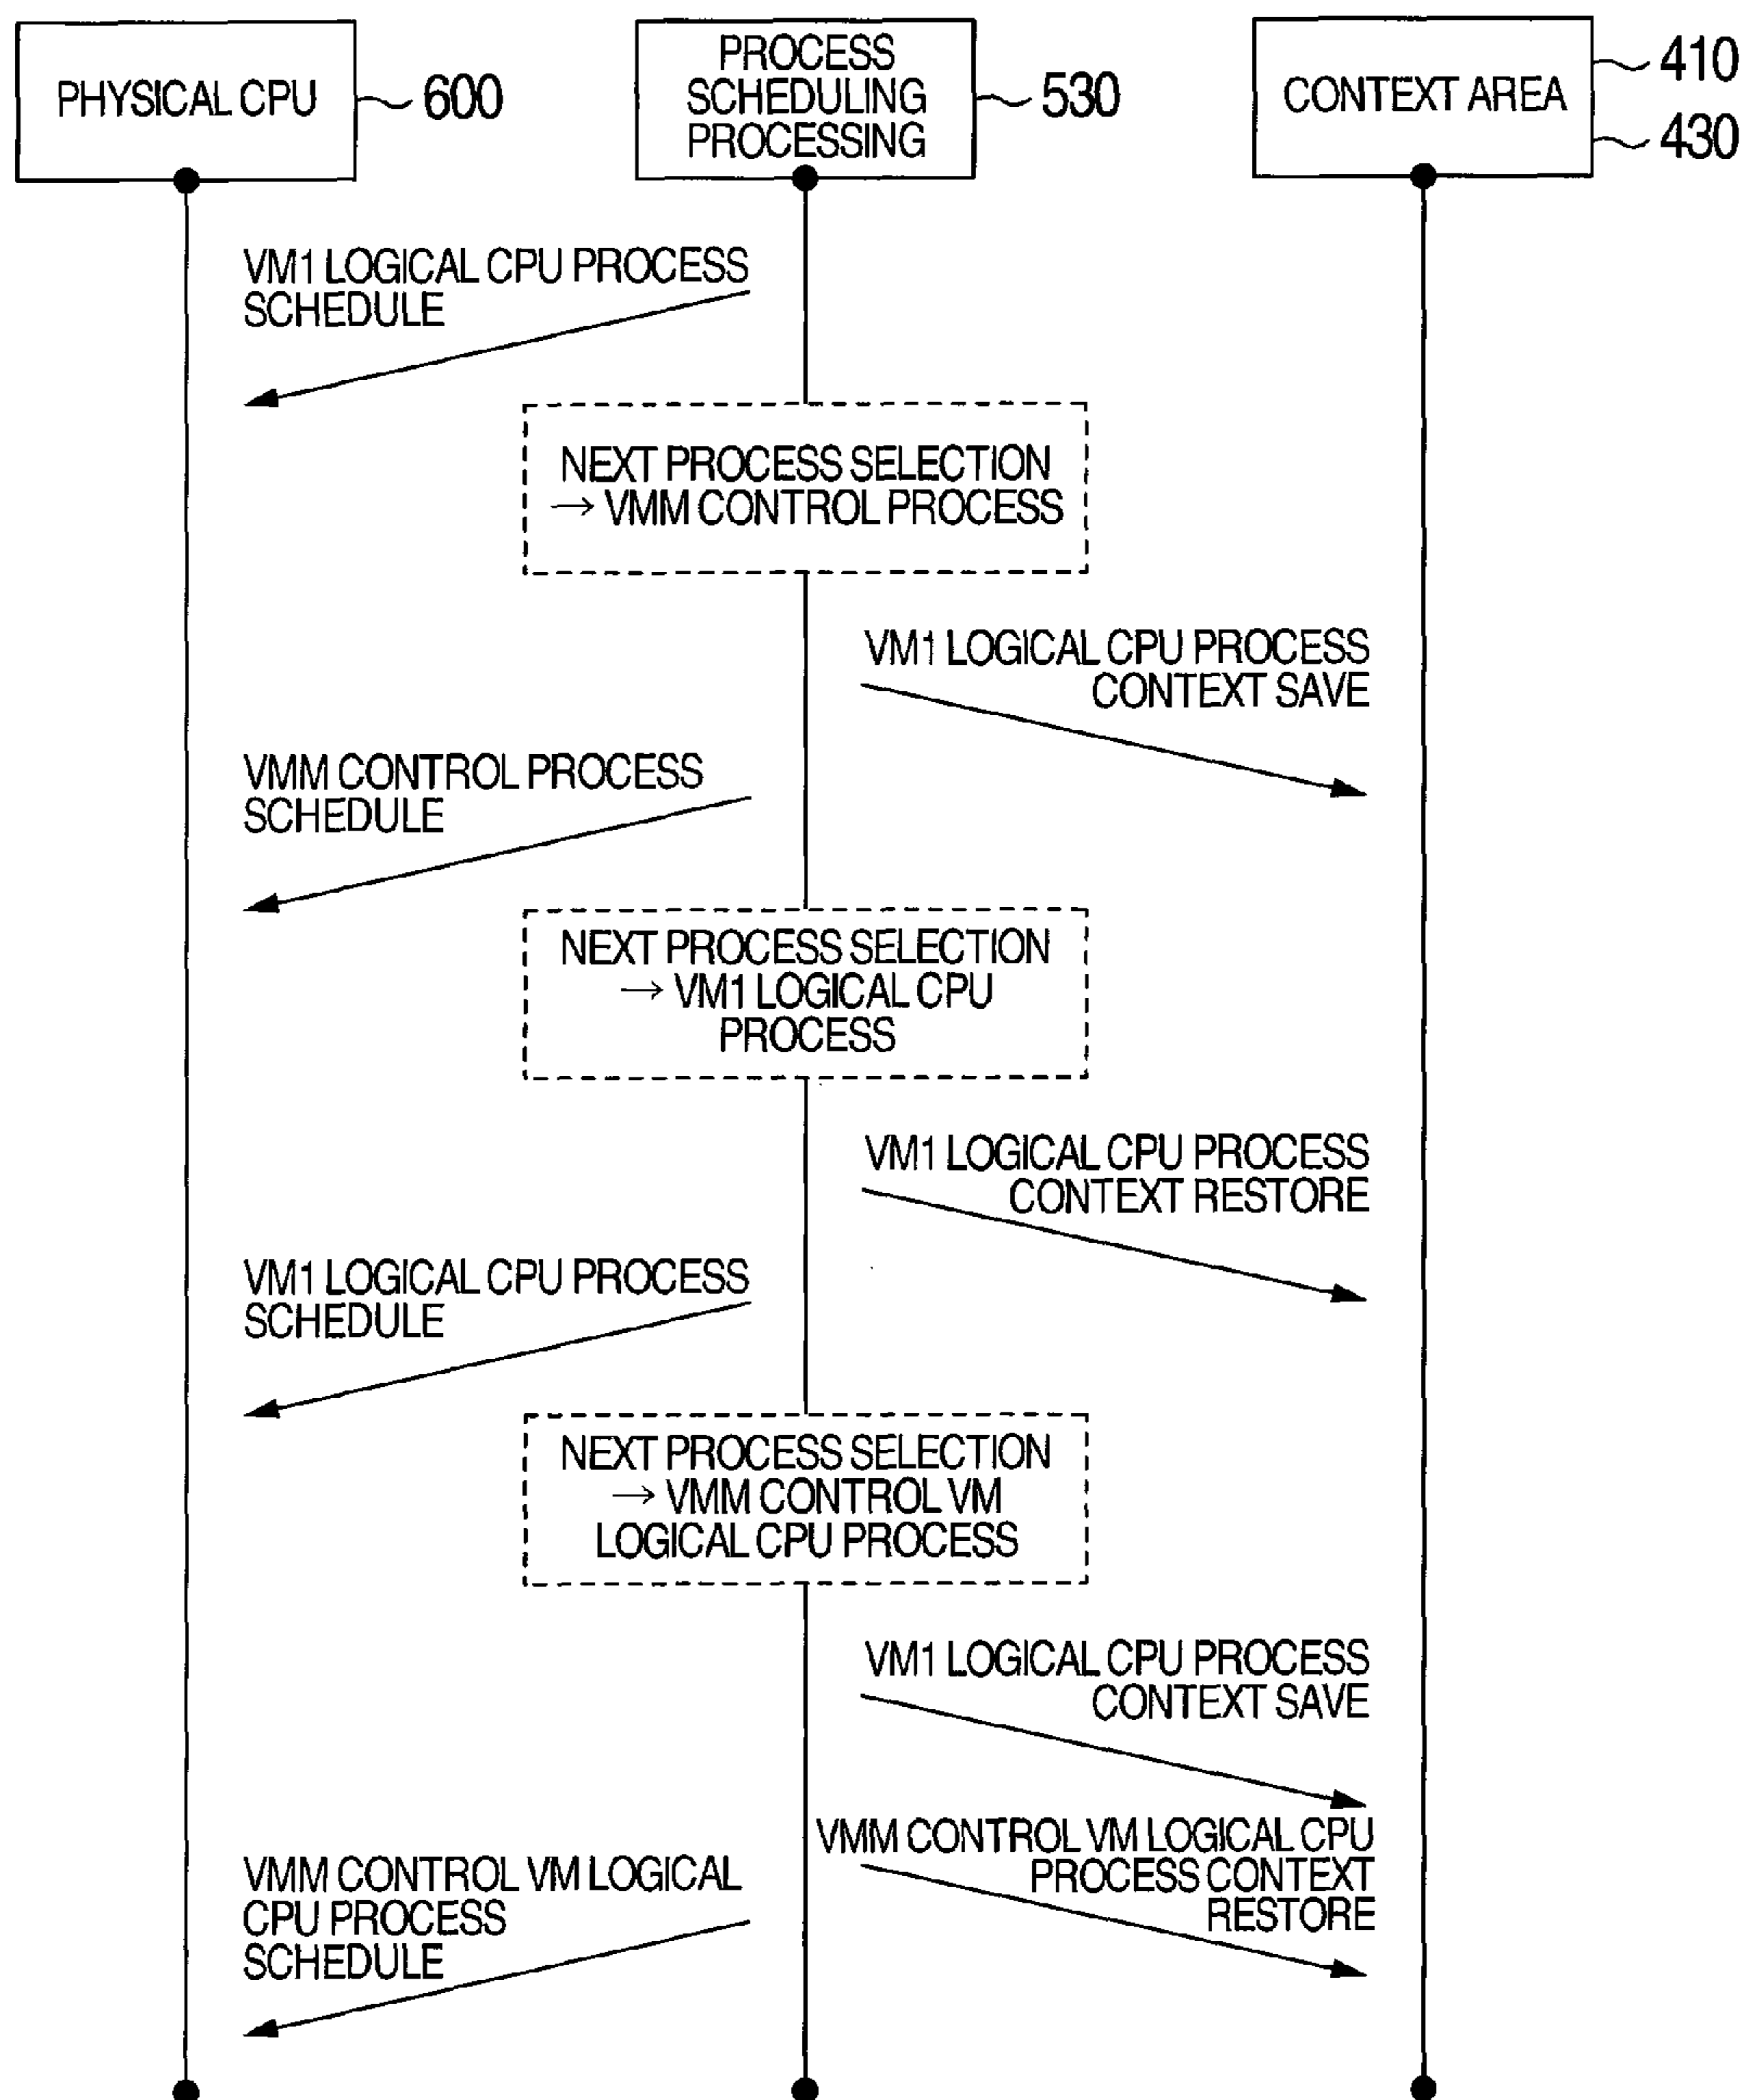 PHYSICAL CPU
600
PROCESS
SCHEDULING
PROCESSING
530
CONTEXT AREA
410
430
VM1 LOGICAL CPU PROCESS
SCHEDULE
NEXT PROCESS SELECTION
→ VMM CONTROL PROCESS
VM1 LOGICAL CPU PROCESS
CONTEXT SAVE
VMM CONTROL PROCESS
SCHEDULE
NEXT PROCESS SELECTION
→ VM1 LOGICAL CPU
PROCESS
VM1 LOGICAL CPU PROCESS
CONTEXT RESTORE
VM1 LOGICAL CPU PROCESS
SCHEDULE
NEXT PROCESS SELECTION
→ VMM CONTROL VM
LOGICAL CPU PROCESS
VM1 LOGICAL CPU PROCESS
CONTEXT SAVE
VMM CONTROL VM LOGICAL CPU
PROCESS CONTEXT
RESTORE
VMM CONTROL VM LOGICAL
CPU PROCESS
SCHEDULE